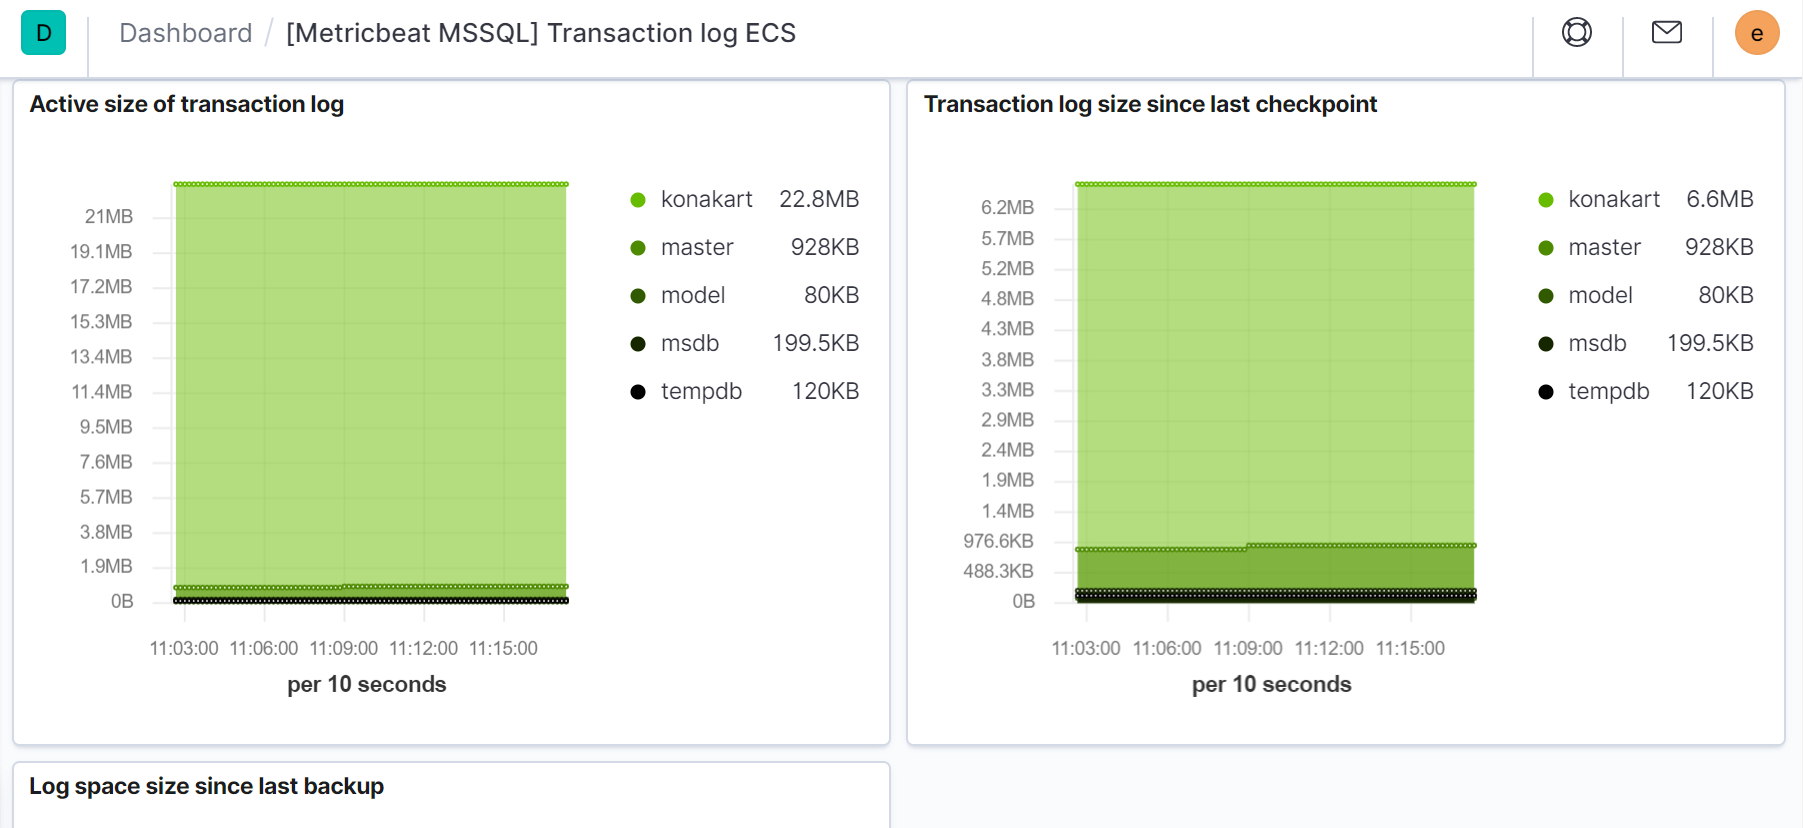 D Dashboard / [Metricbeat MSSQL] Transaction log ECS e
Active size of transaction log
21MB
19.1MB
17.2MB
15.3MB
13.4MB
11.4MB
9.5MB
7.6MB
5.7MB
3.8MB
1.9MB
0B
11:03:00 11:06:00 11:09:00 11:12:00 11:15:00
per 10 seconds
konakart 22.8MB
master 928KB
model 80KB
msdb 199.5KB
tempdb 120KB
Transaction log size since last checkpoint
6.2MB
5.7MB
5.2MB
4.8MB
4.3MB
3.8MB
3.3MB
2.9MB
2.4MB
1.9MB
1.4MB
976.6KB
488.3KB
0B
11:03:00 11:06:00 11:09:00 11:12:00 11:15:00
per 10 seconds
konakart 6.6MB
master 928KB
model 80KB
msdb 199.5KB
tempdb 120KB
Log space size since last backup